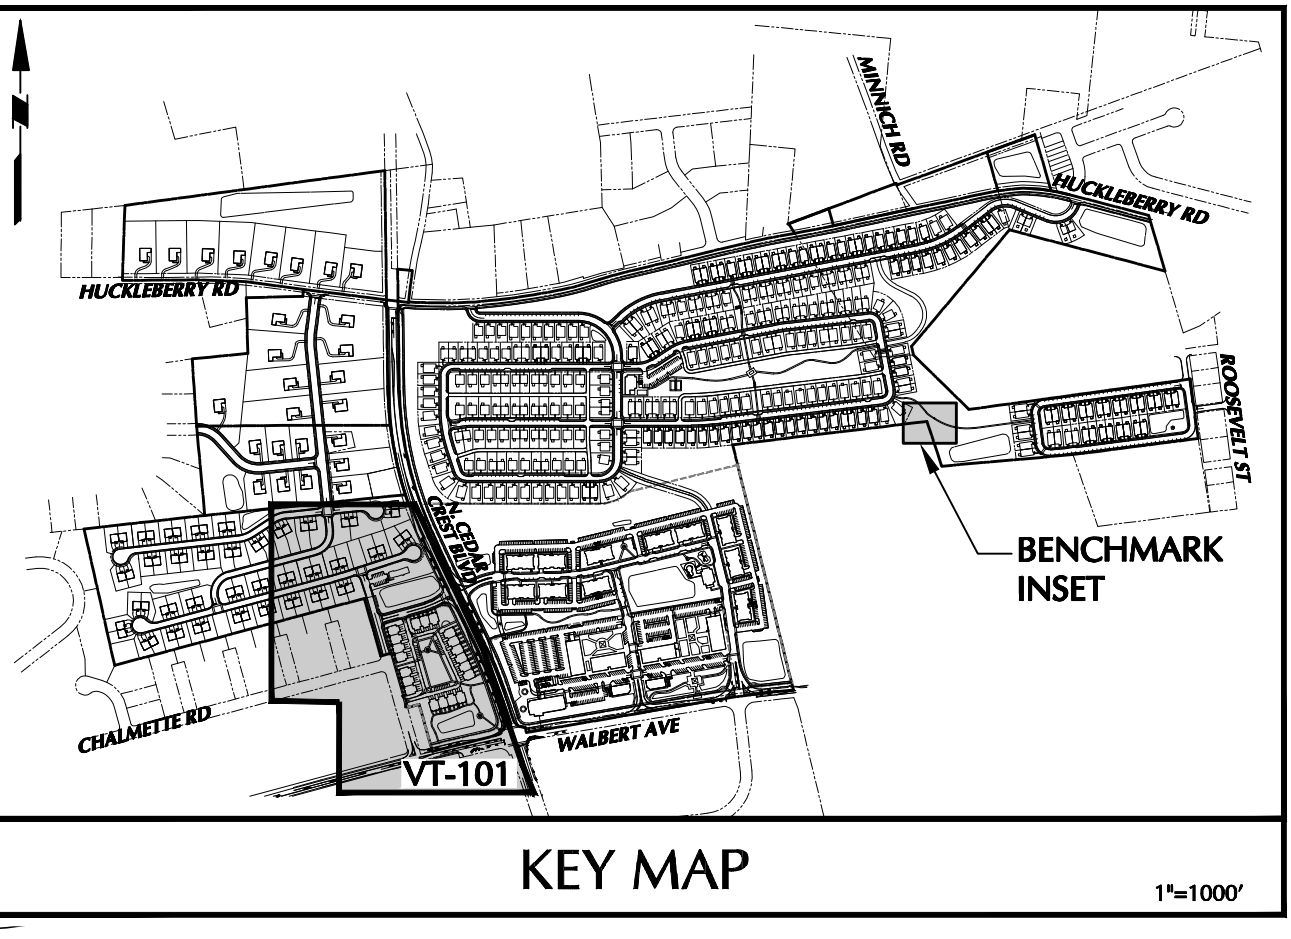 MINNICH RD
HUCKLEBERRY RD
HUCKLEBERRY RD
ROOSEVELT ST
N. CEDAR
CREST BLVD
BENCHMARK
INSET
CHALMETTE RD
WALBERT AVE
VT-101
KEY MAP
1"=1000'